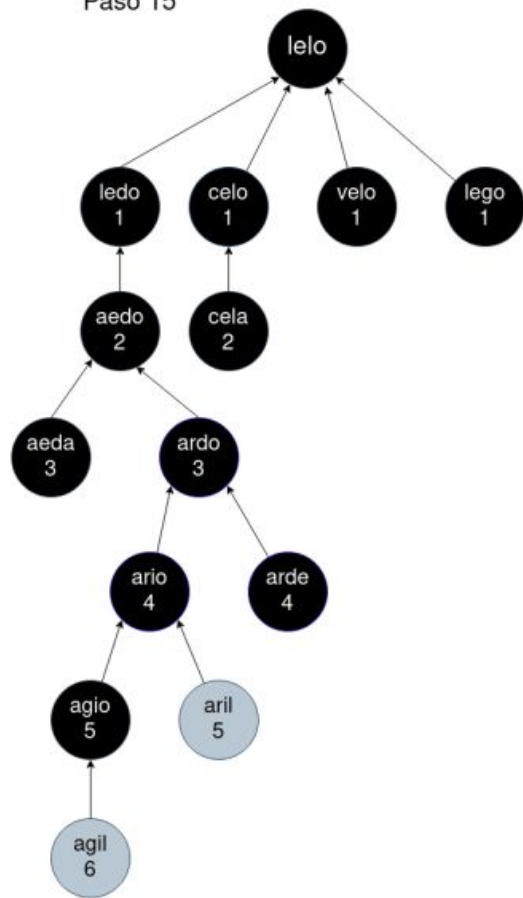 Paso 15
lelo
ledo
1
celo
1
velo
1
lego
1
aedo
2
cela
2
aeda
3
ardo
3
ario
4
arde
4
agio
5
aril
5
agil
6